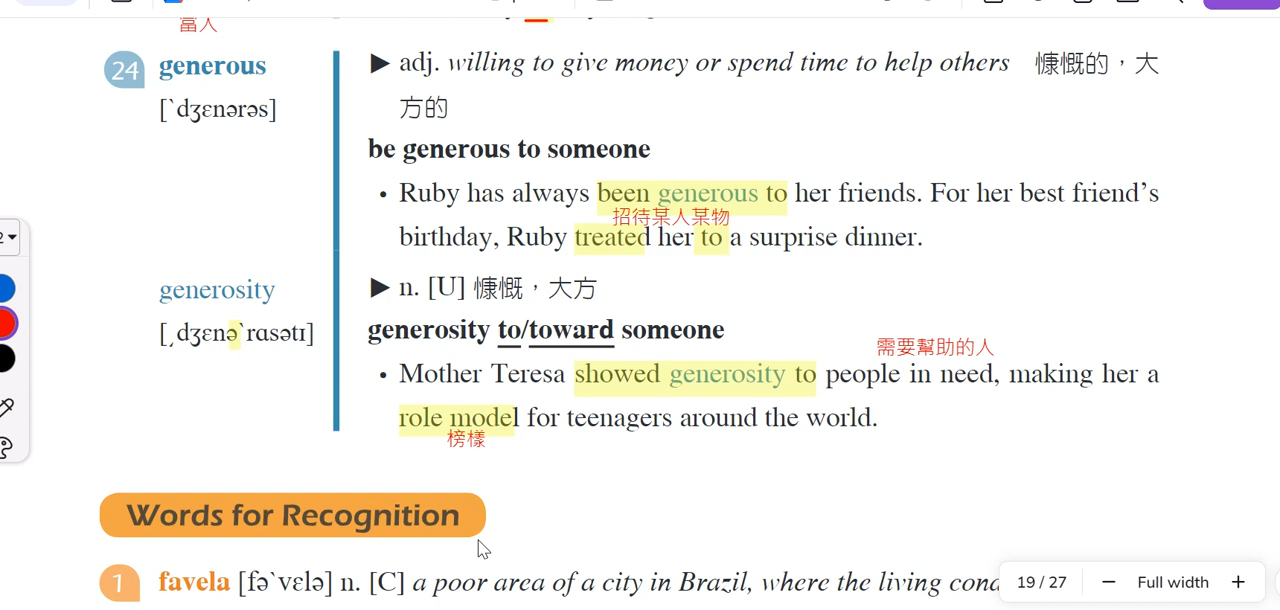 富人
24 generous ▶ adj. willing to give money or spend time to help others 慷慨的，大
[ˋdʒɛnərəs] 方的
be generous to someone
• Ruby has always been generous to her friends. For her best friend's
招待某人某物
birthday, Ruby treated her to a surprise dinner.
generosity ▶ n. [U] 慷慨，大方
[ˏdʒɛnəˋrɑsətɪ] generosity to/toward someone
需要幫助的人
• Mother Teresa showed generosity to people in need, making her a
role model for teenagers around the world.
榜樣
Words for Recognition
1 favela [fəˋvɛlə] n. [C] a poor area of a city in Brazil, where the living
19 / 27 − Full width +